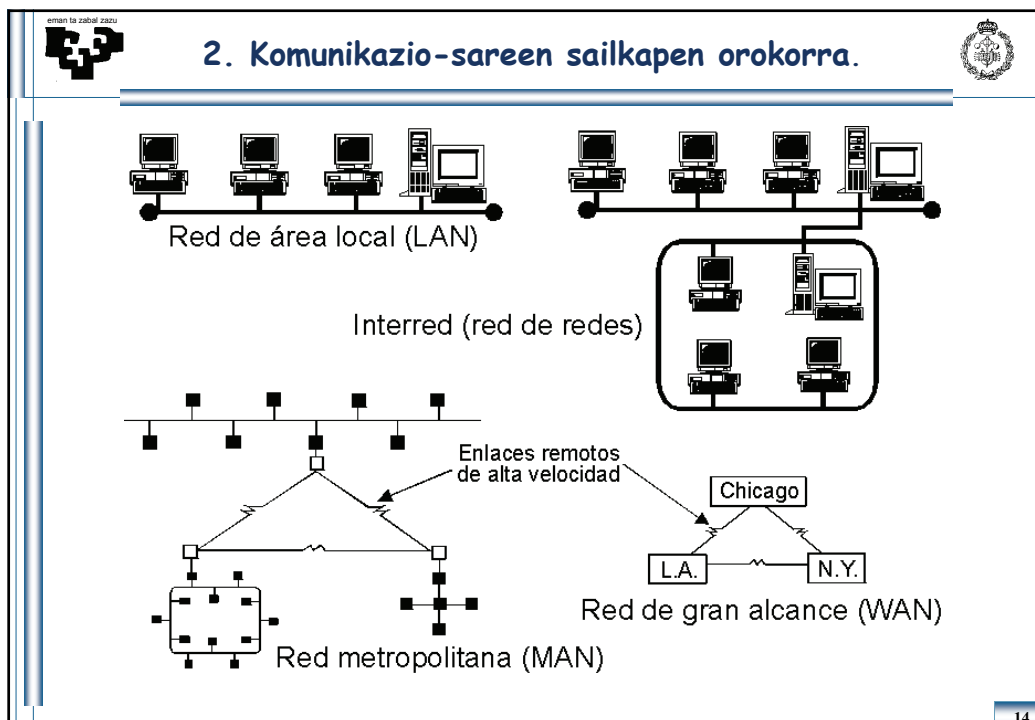 eman ta zabal zazu
2. Komunikazio-sareen sailkapen orokorra.
Red de área local (LAN)
Interred (red de redes)
Enlaces remotos
de alta velocidad
Chicago
L.A.
N.Y.
Red de gran alcance (WAN)
Red metropolitana (MAN)
14